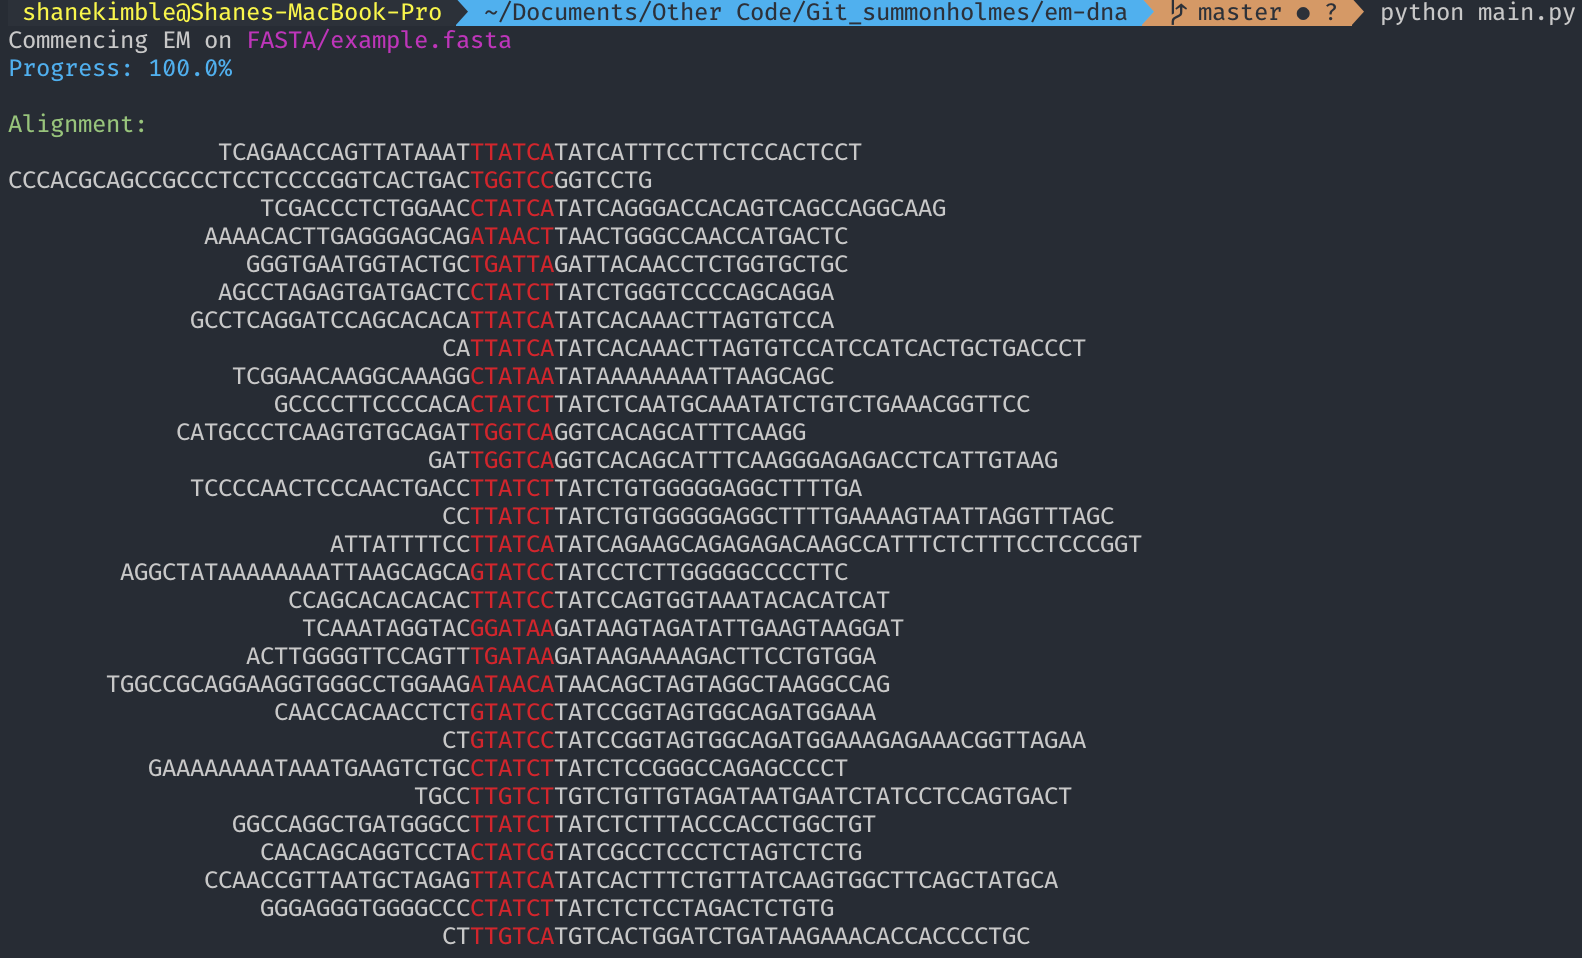 shanekimble@Shanes-MacBook-Pro ~/Documents/Other Code/Git_summonholmes/em-dna master ● ? python main.py
Commencing EM on FASTA/example.fasta
Progress: 100.0%
Alignment:
TCAGAACCAGTTATAAATTTATCATATCATTTCCTTCTCCACTCCT
CCCACGCAGCCGCCCTCCTCCCCGGTCACTGACTGGTCCGGTCCTG
TCGACCCTCTGGAACCTATCATATCAGGGACCACAGTCAGCCAGGCAAG
AAAACACTTGAGGGAGCAGATAACTTAACTGGGCCAACCATGACTC
GGGTGAATGGTACTGCTGATTAGATTACAACCTCTGGTGCTGC
AGCCTAGAGTGATGACTCCTATCTTATCTGGGTCCCCAGCAGGA
GCCTCAGGATCCAGCACACATTATCATATCACAAACTTAGTGTCCA
CATTATCATATCACAAACTTAGTGTCCATCCATCACTGCTGACCCT
TCGGAACAAGGCAAAGGCTATAATATAAAAAAAATTAAGCAGC
GCCCCTTCCCCACACTATCTTATCTCAATGCAAATATCTGTCTGAAACGGTTCC
CATGCCCTCAAGTGTGCAGATTGGTCAGGTCACAGCATTTCAAGG
GATTGGTCAGGTCACAGCATTTCAAGGGAGAGACCTCATTGTAAG
TCCCCAACTCCCAACTGACCTTATCTTATCTGTGGGGGAGGCTTTTGA
CCTTATCTTATCTGTGGGGGAGGCTTTTGAAAAGTAATTAGGTTTAGC
ATTATTTTCCTTATCATATCAGAAGCAGAGAGACAAGCCATTTCTCTTTCCTCCCGGT
AGGCTATAAAAAAAATTAAGCAGCAGTATCCTATCCTCTTGGGGGCCCCTTC
CCAGCACACACACTTATCCTATCCAGTGGTAAATACACATCAT
TCAAATAGGTACGGATAAGATAAGTAGATATTGAAGTAAGGAT
ACTTGGGGTTCCAGTTTGATAAGATAAGAAAAGACTTCCTGTGGA
TGGCCGCAGGAAGGTGGGCCTGGAAGATAACATAACAGCTAGTAGGCTAAGGCCAG
CAACCACAACCTCTGTATCCTATCCGGTAGTGGCAGATGGAAA
CTGTATCCTATCCGGTAGTGGCAGATGGAAAGAGAAACGGTTAGAA
GAAAAAAAATAAATGAAGTCTGCCTATCTTATCTCCGGGCCAGAGCCCCT
TGCCTTGTCTTGTCTGTTGTAGATAATGAATCTATCCTCCAGTGACT
GGCCAGGCTGATGGGCCTTATCTTATCTCTTTACCCACCTGGCTGT
CAACAGCAGGTCCTACTATCGTATCGCCTCCCTCTAGTCTCTG
CCAACCGTTAATGCTAGAGTTATCATATCACTTTCTGTTATCAAGTGGCTTCAGCTATGCA
GGGAGGGTGGGGCCCCTATCTTATCTCTCCTAGACTCTGTG
CTTTGTCATGTCACTGGATCTGATAAGAAACACCACCCCTGC